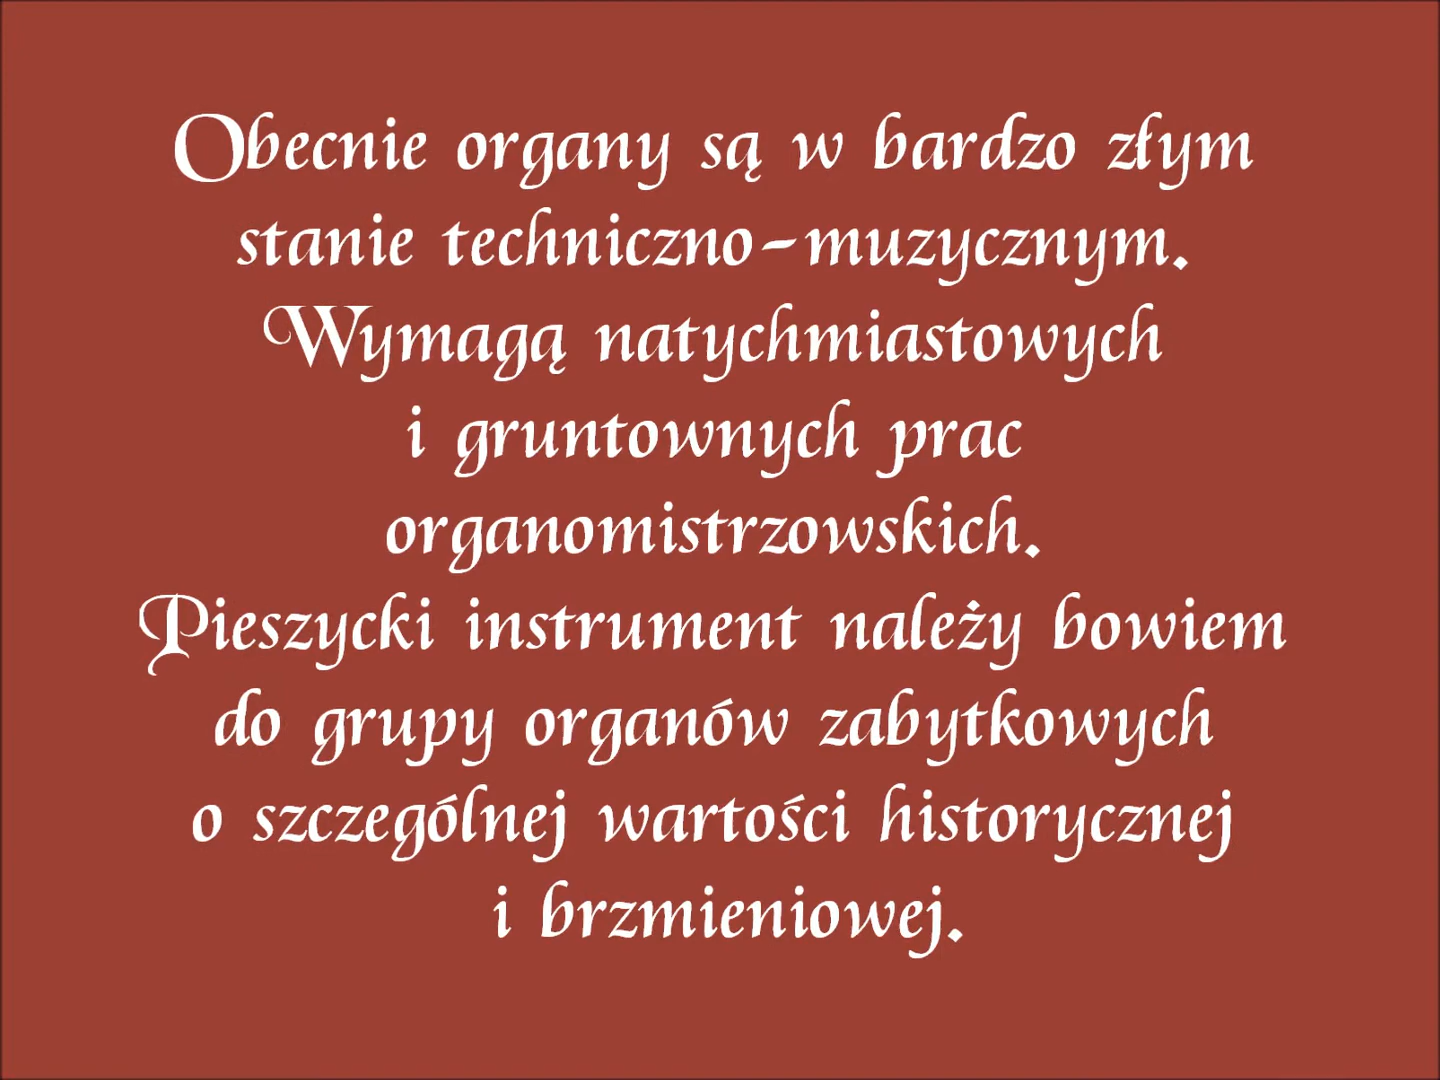 Obecnie organy są w bardzo złym
stanie techniczno-muzycznym.
Wymagą natychmiastowych
i gruntownych prac
organomistrzowskich.
Pieszycki instrument należy bowiem
do grupy organów zabytkowych
o szczególnej wartości historycznej
i brzmieniowej.